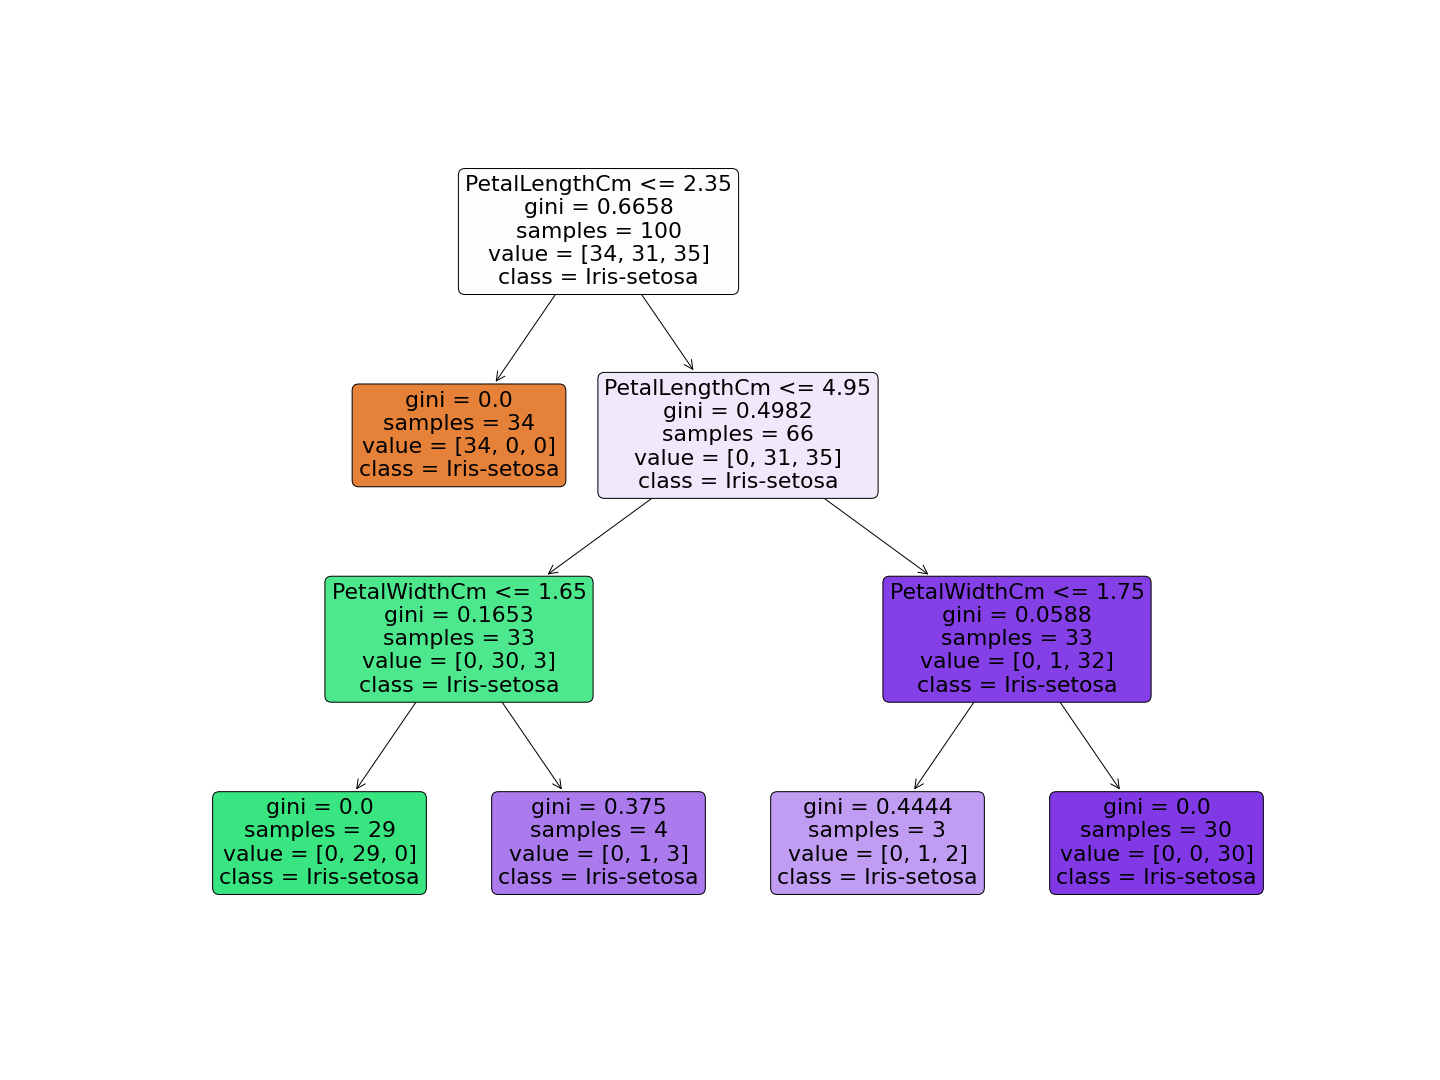 PetalLengthCm <= 2.35
gini = 0.6658
samples = 100
value = [34, 31, 35]
class = Iris-setosa
gini = 0.0
samples = 34
value = [34, 0, 0]
class = Iris-setosa
PetalLengthCm <= 4.95
gini = 0.4982
samples = 66
value = [0, 31, 35]
class = Iris-setosa
PetalWidthCm <= 1.65
gini = 0.1653
samples = 33
value = [0, 30, 3]
class = Iris-setosa
PetalWidthCm <= 1.75
gini = 0.0588
samples = 33
value = [0, 1, 32]
class = Iris-setosa
gini = 0.0
samples = 29
value = [0, 29, 0]
class = Iris-setosa
gini = 0.375
samples = 4
value = [0, 1, 3]
class = Iris-setosa
gini = 0.4444
samples = 3
value = [0, 1, 2]
class = Iris-setosa
gini = 0.0
samples = 30
value = [0, 0, 30]
class = Iris-setosa